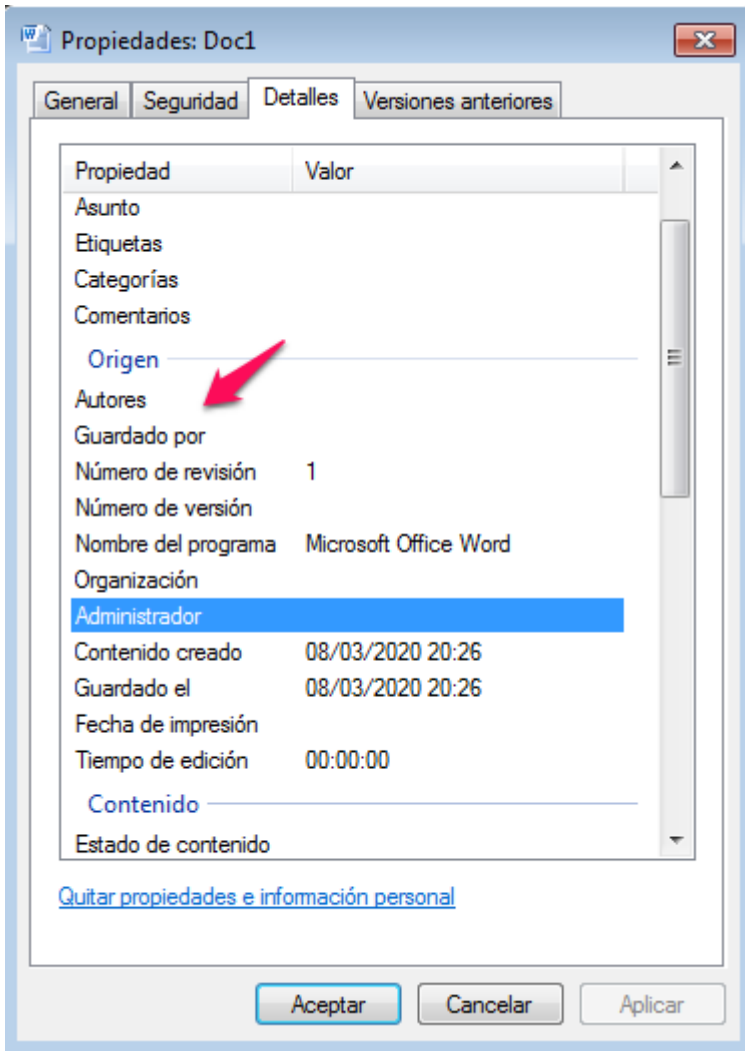 Propiedades: Doc1
General Seguridad Detalles Versiones anteriores
Propiedad Valor
Asunto
Etiquetas
Categorías
Comentarios
Origen
Autores
Guardado por
Número de revisión 1
Número de versión
Nombre del programa Microsoft Office Word
Organización
Administrador
Contenido creado 08/03/2020 20:26
Guardado el 08/03/2020 20:26
Fecha de impresión
Tiempo de edición 00:00:00
Contenido
Estado de contenido
Quitar propiedades e información personal
Aceptar Cancelar Aplicar